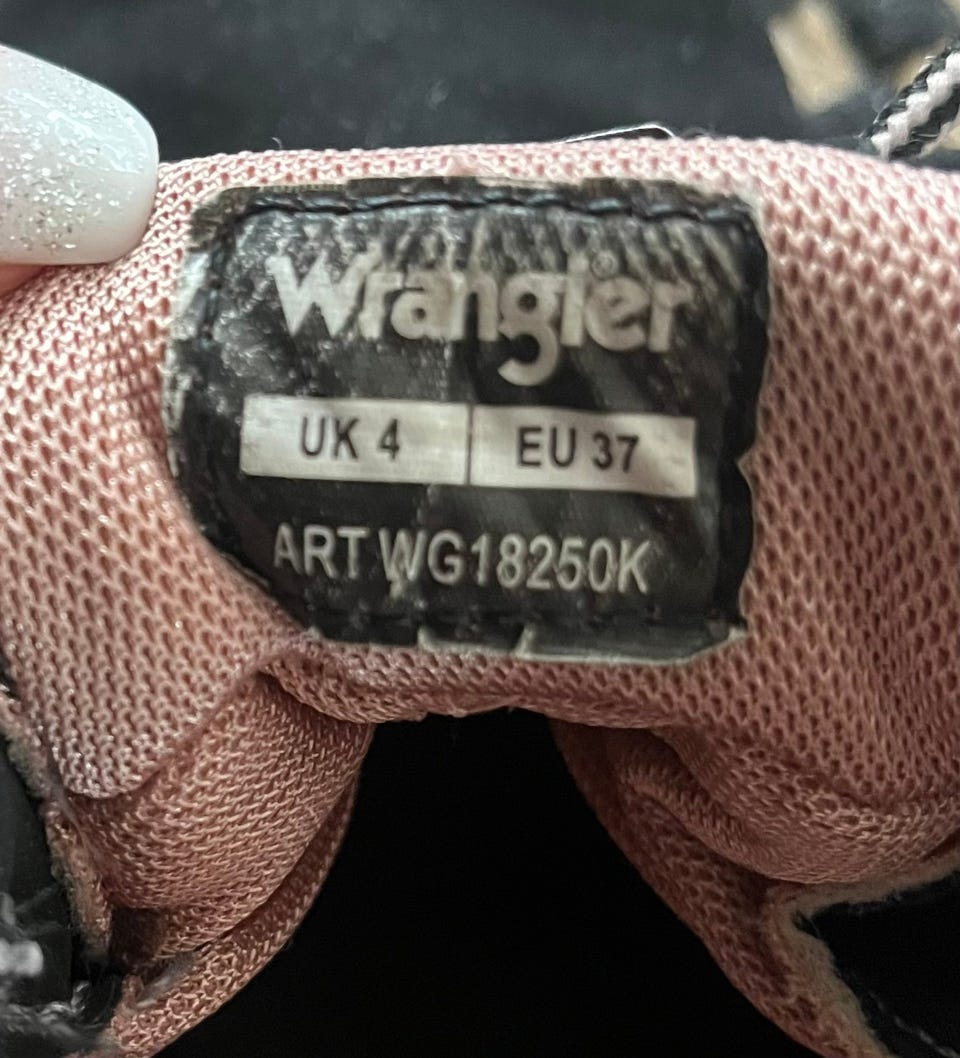 Wrangler®
UK 4 EU 37
ART WG18250K